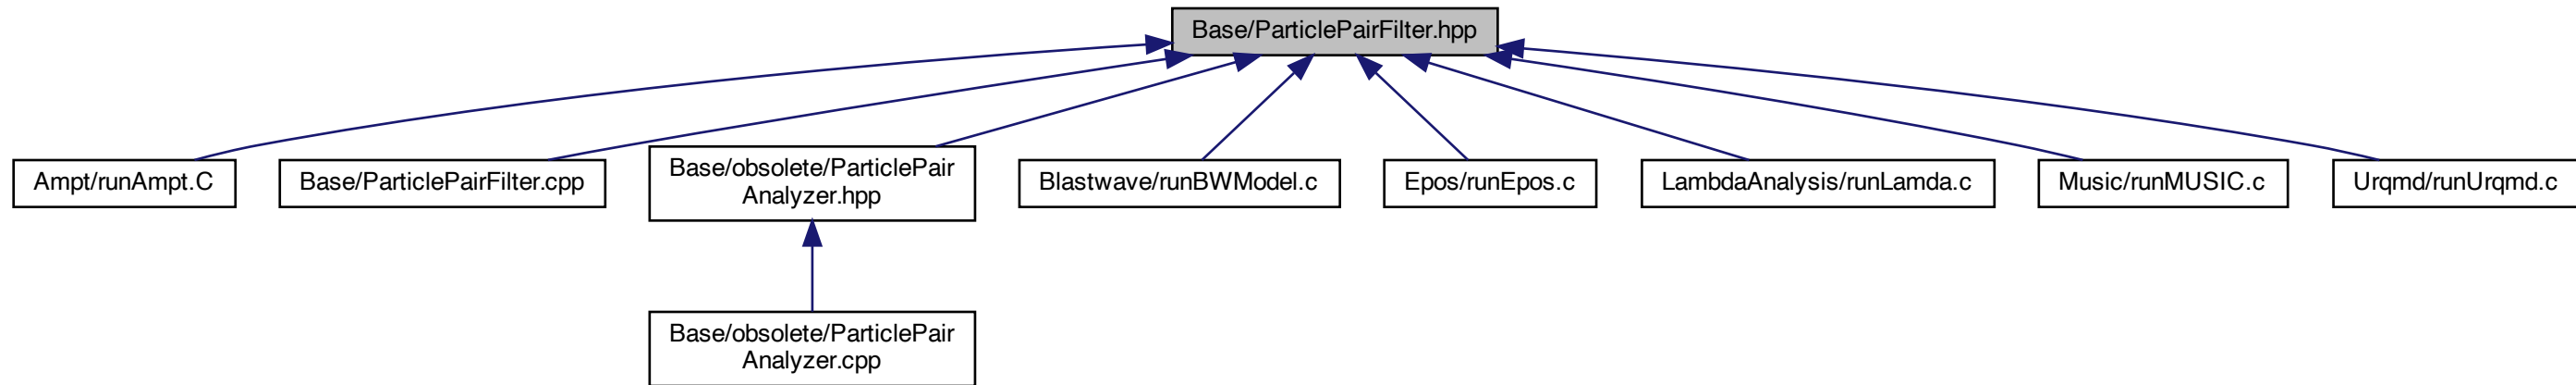 Base/ParticlePairFilter.hpp
Ampt/runAmpt.C
Base/ParticlePairFilter.cpp
Base/obsolete/ParticlePair
Analyzer.hpp
Blastwave/runBWModel.c
Epos/runEpos.c
LambdaAnalysis/runLamda.c
Music/runMUSIC.c
Urqmd/runUrqmd.c
Base/obsolete/ParticlePair
Analyzer.cpp